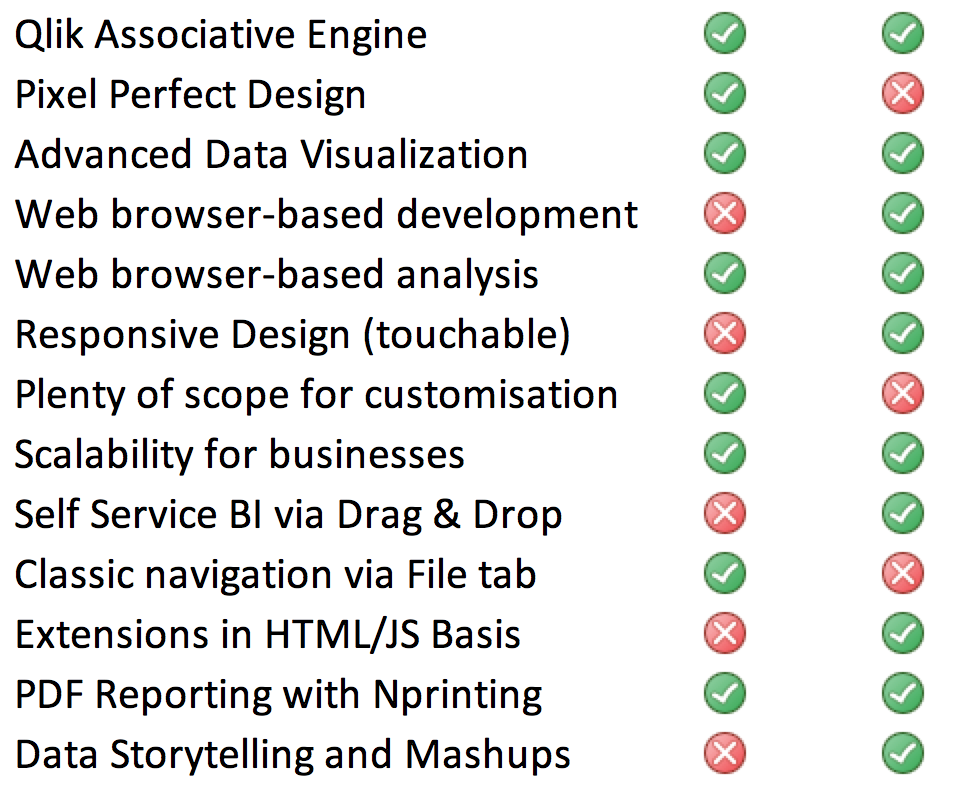 Qlik Associative Engine
Pixel Perfect Design
Advanced Data Visualization
Web browser-based development
Web browser-based analysis
Responsive Design (touchable)
Plenty of scope for customisation
Scalability for businesses
Self Service BI via Drag & Drop
Classic navigation via File tab
Extensions in HTML/JS Basis
PDF Reporting with Nprinting
Data Storytelling and Mashups